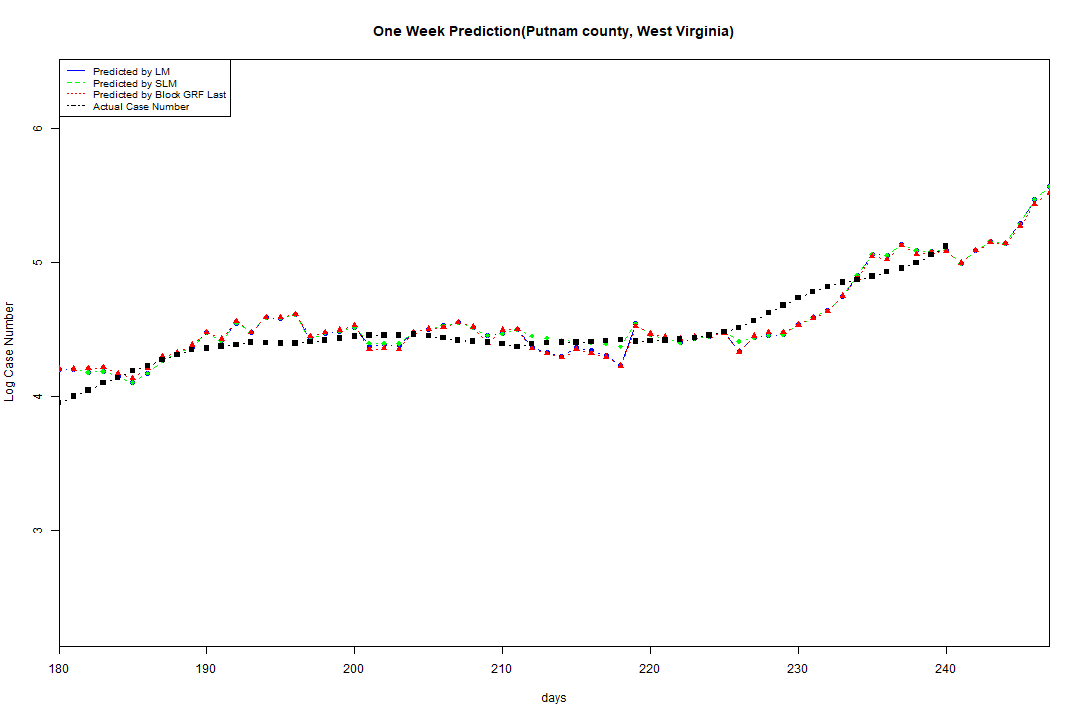 One Week Prediction(Putnam county, West Virginia)
Predicted by LM
Predicted by SLM
Predicted by Block GRF Last
Actual Case Number
6
5
4
3
Log Case Number
180 190 200 210 220 230 240
days